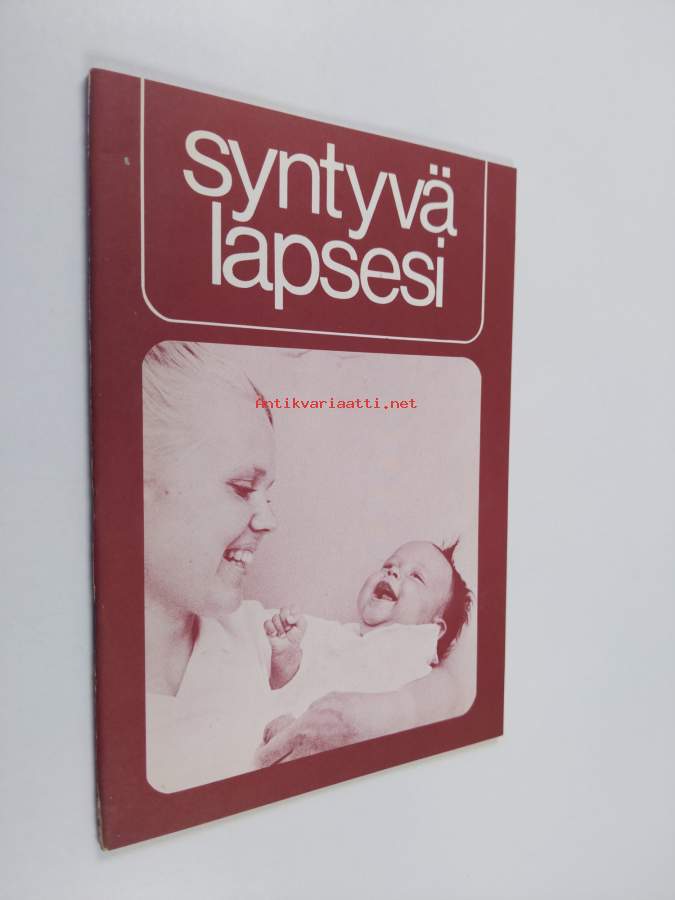 syntyvä
lapsesi
Antikvariaatti.net